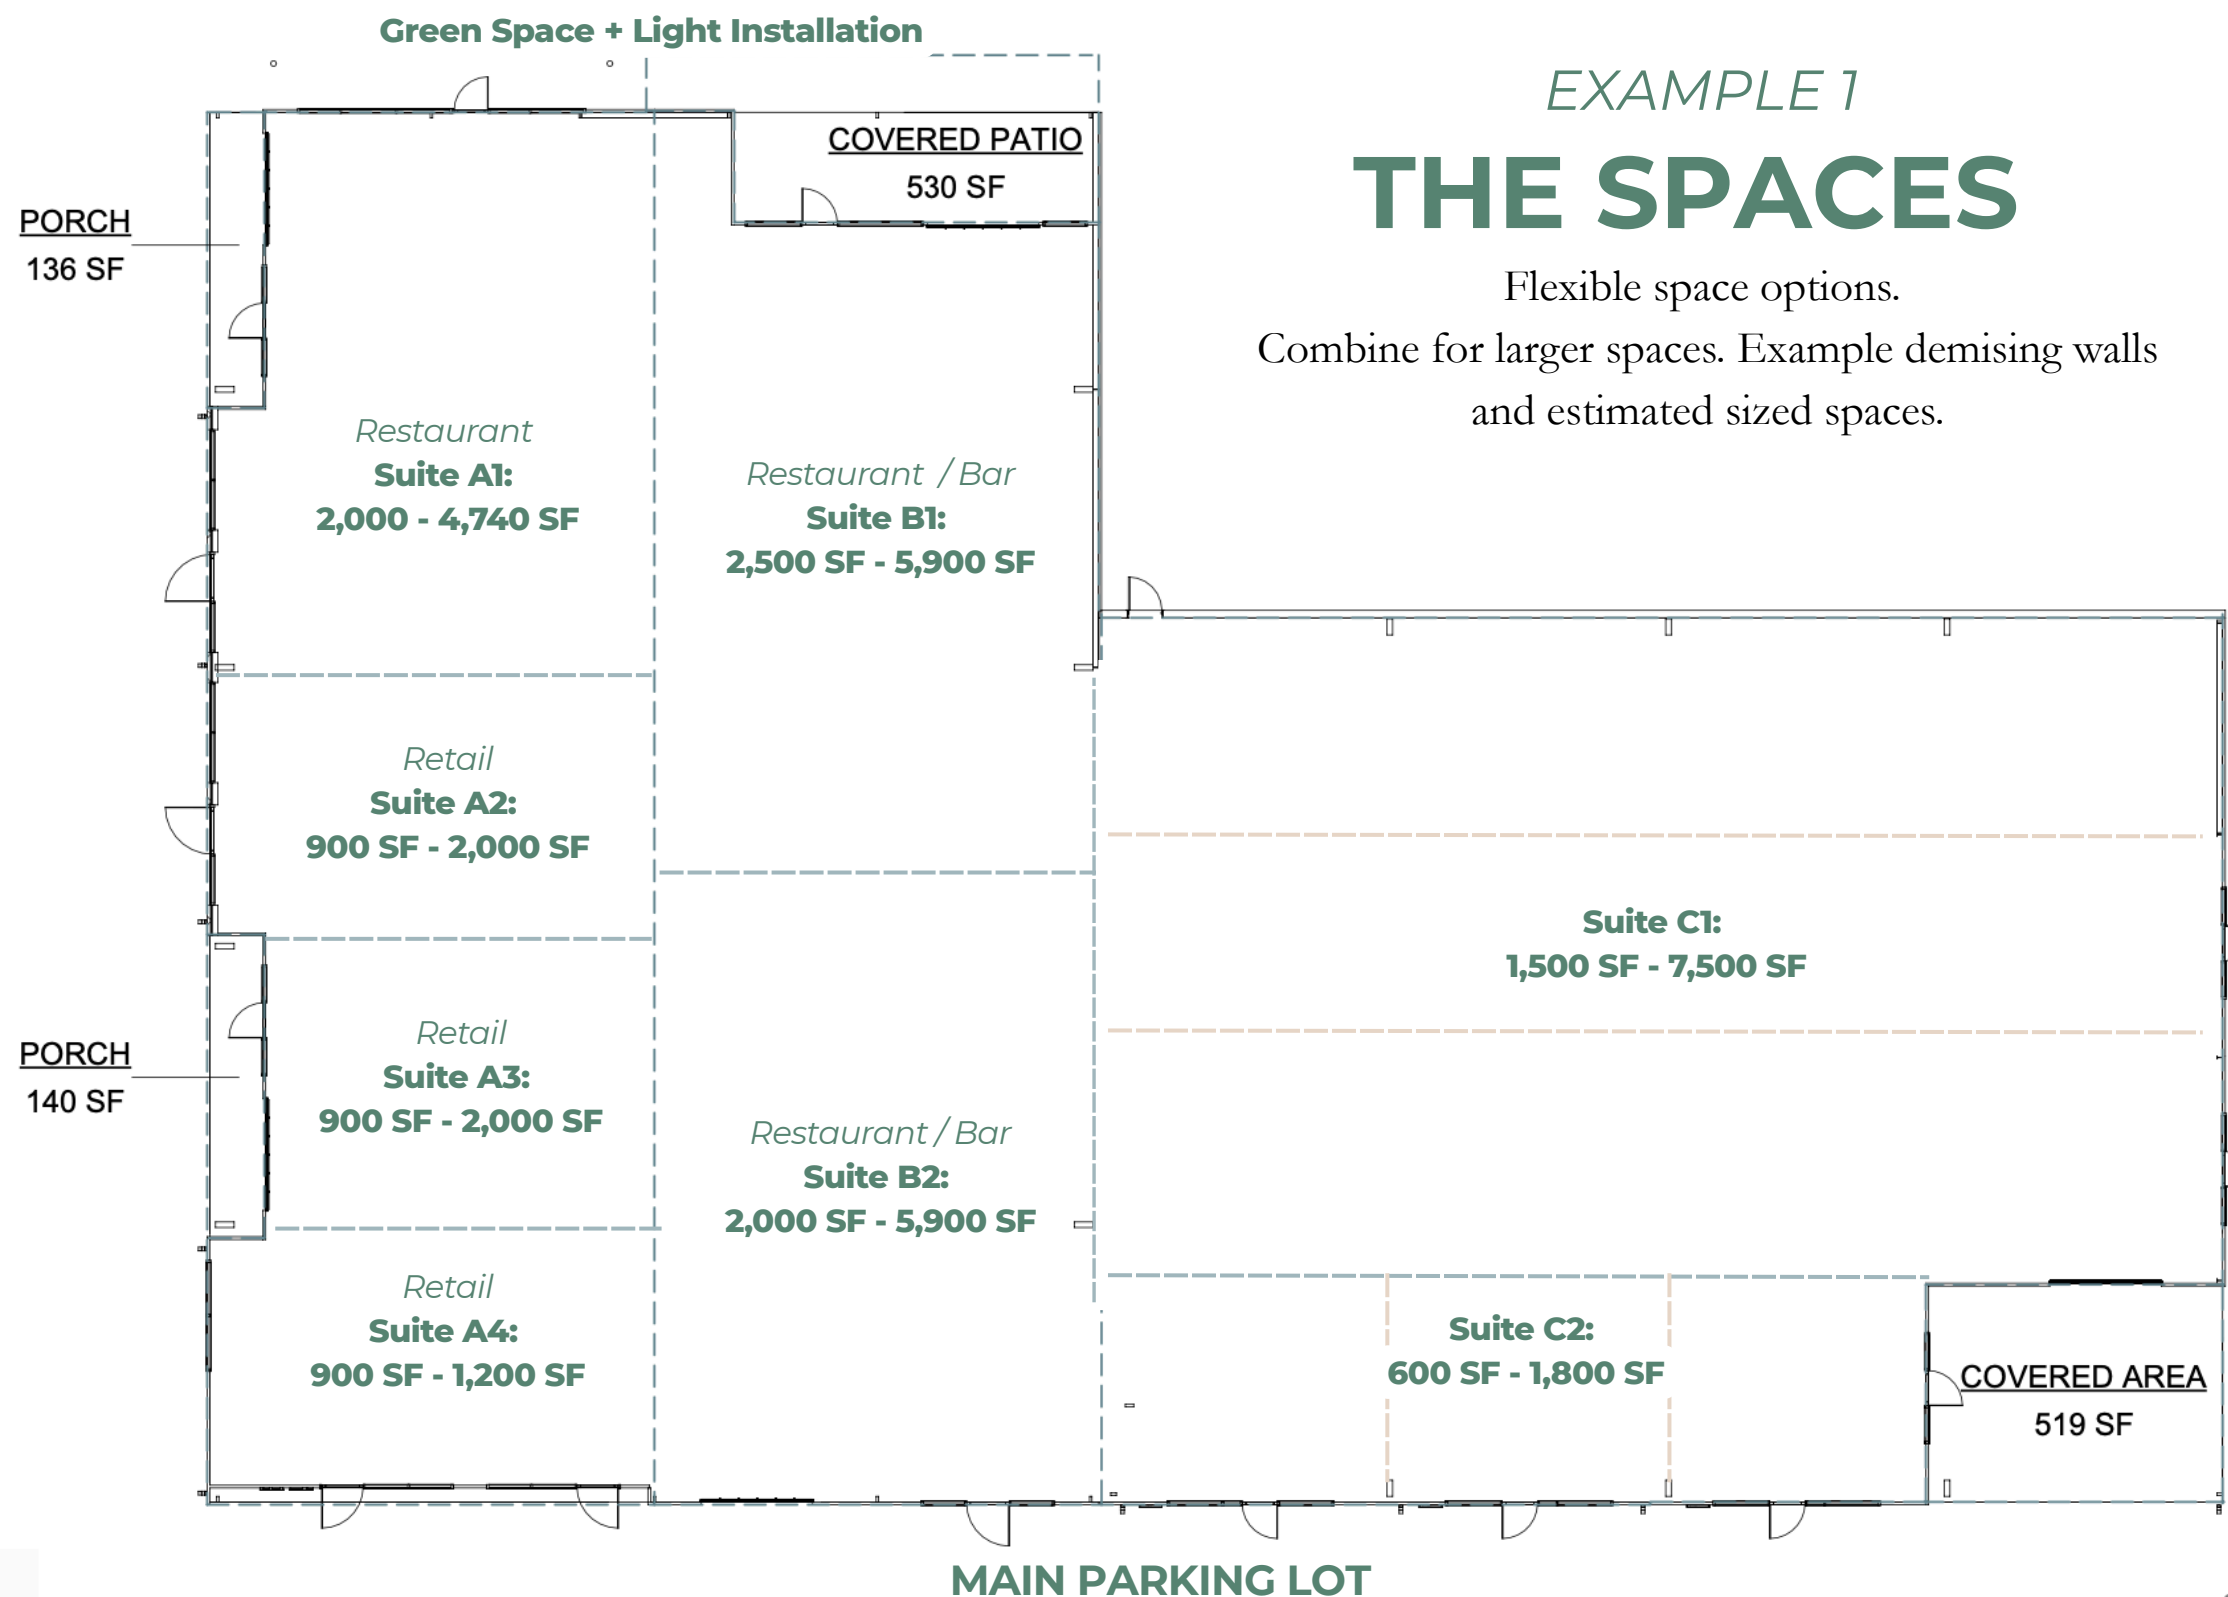 Green Space + Light Installation
EXAMPLE 1
THE SPACES
Flexible space options.
Combine for larger spaces. Example demising walls
and estimated sized spaces.
COVERED PATIO
530 SF
PORCH
136 SF
Restaurant
Suite A1:
2,000 - 4,740 SF
Restaurant / Bar
Suite B1:
2,500 SF - 5,900 SF
Retail
Suite A2:
900 SF - 2,000 SF
Suite C1:
1,500 SF - 7,500 SF
PORCH
140 SF
Retail
Suite A3:
900 SF - 2,000 SF
Restaurant / Bar
Suite B2:
2,000 SF - 5,900 SF
Retail
Suite A4:
900 SF - 1,200 SF
Suite C2:
600 SF - 1,800 SF
COVERED AREA
519 SF
MAIN PARKING LOT